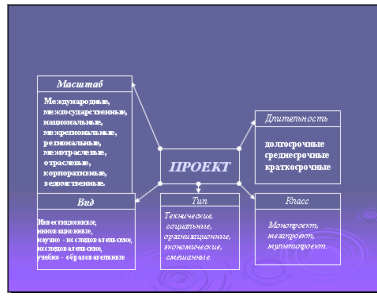 Масштаб
Международные,
межгосударственные,
национальные,
межрегиональные,
региональные,
межотраслевые,
отраслевые,
корпоративные,
ведомственные.
Длительность
долгосрочные
среднесрочные
краткосрочные
ПРОЕКТ
Вид
Инвестиционные,
инновационные,
научно - исследовательские,
исследовательские,
учебно - образовательные
Тип
Технические,
социальные,
организационные,
экономические,
смешанные.
Класс
Монопроект,
мегапроект,
мультипроект.